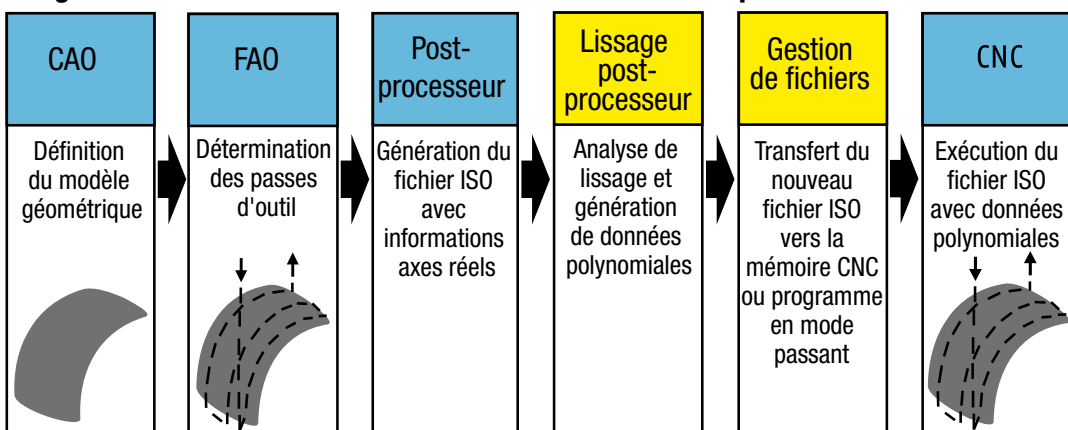 CAO
Définition
du modèle
géométrique
FAO
Détermination
des passes
d'outil
Post-
processeur
Génération du
fichier ISO
avec
informations
axes réels
Lissage
post-
processeur
Analyse de
lissage et
génération
de données
polynomiales
Gestion
de fichiers
Transfert du
nouveau
fichier ISO
vers la
mémoire CNC
ou programme
en mode
passant
CNC
Exécution du
fichier ISO
avec données
polynomiales